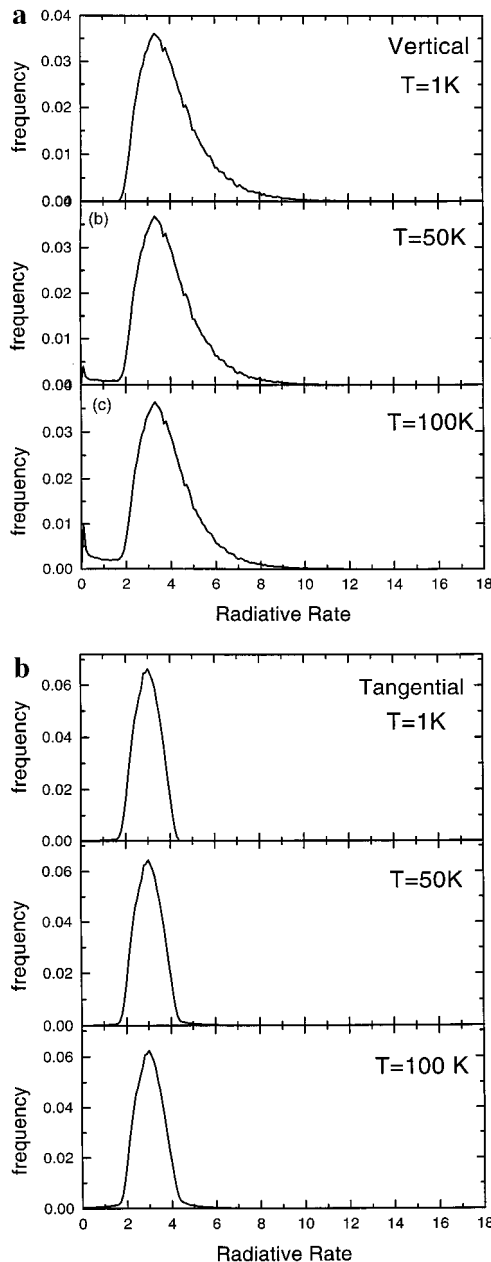 a
0.04
Vertical
T=1K
0.03
0.02
0.01
frequency
0.00
(b)
T=50K
0.03
0.02
0.01
frequency
0.00
(c)
T=100K
0.03
0.02
0.01
0.00
frequency
0 2 4 6 8 10 12 14 16 18
Radiative Rate
b
0.06
Tangential
T=1K
0.04
0.02
0.00
frequency
0.06
T=50K
0.04
0.02
0.00
frequency
0.06
T=100 K
0.04
0.02
0.00
frequency
0 2 4 6 8 10 12 14 16 18
Radiative Rate